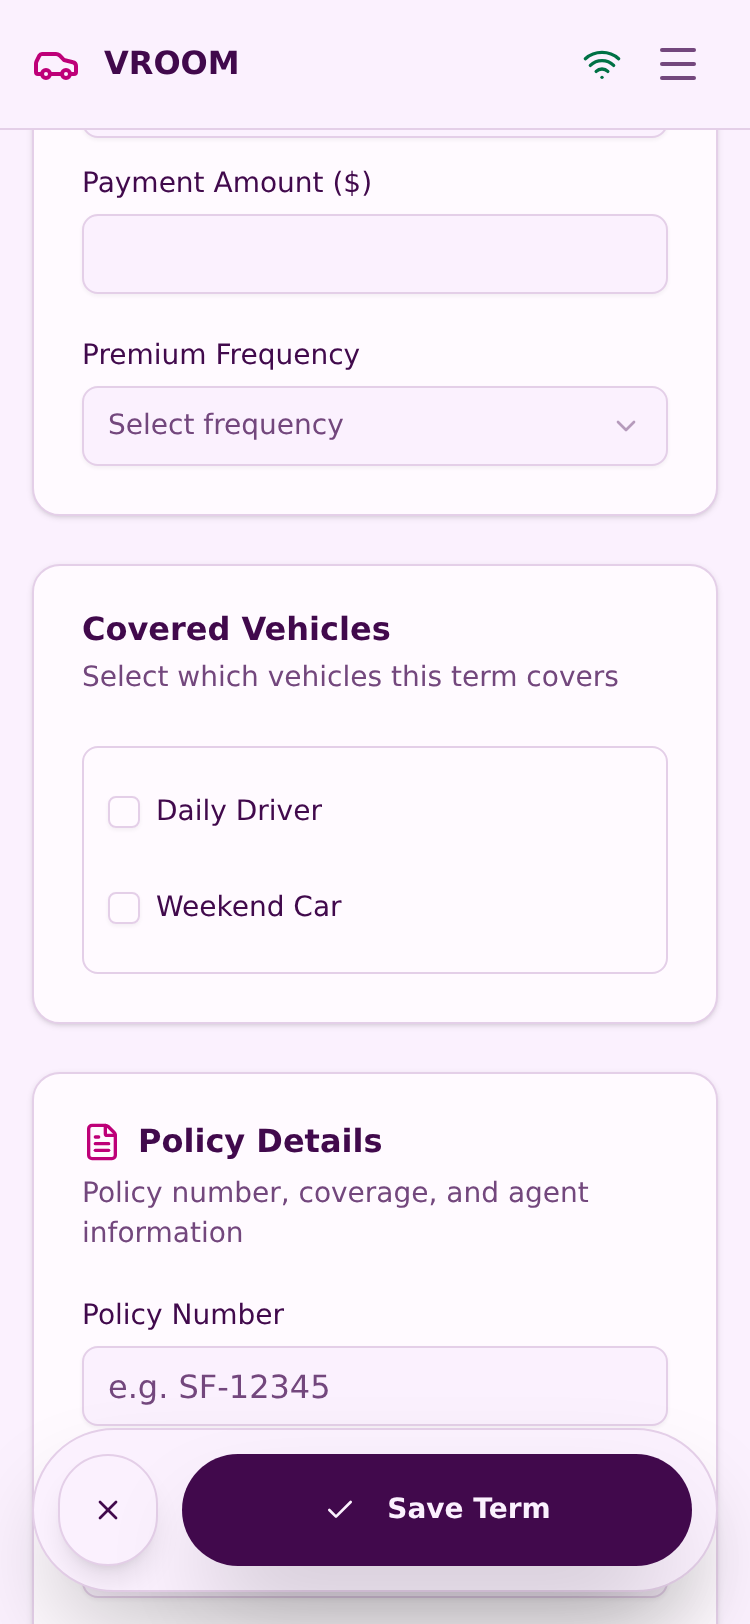 VROOM
Payment Amount ($)
Premium Frequency
Select frequency
Covered Vehicles
Select which vehicles this term covers
Daily Driver
Weekend Car
Policy Details
Policy number, coverage, and agent
information
Policy Number
e.g. SF-12345
Save Term